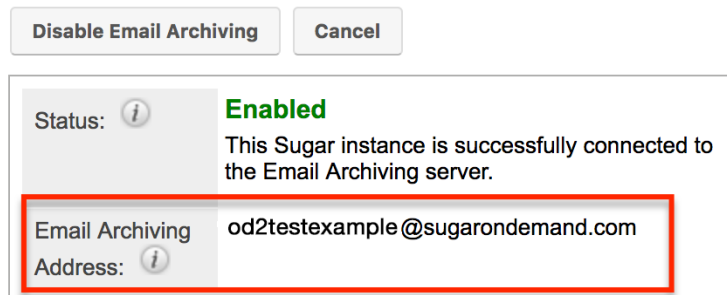 Disable Email Archiving Cancel
Status: Enabled
This Sugar instance is successfully connected to
the Email Archiving server.
Email Archiving od2testexample@sugarondemand.com
Address: